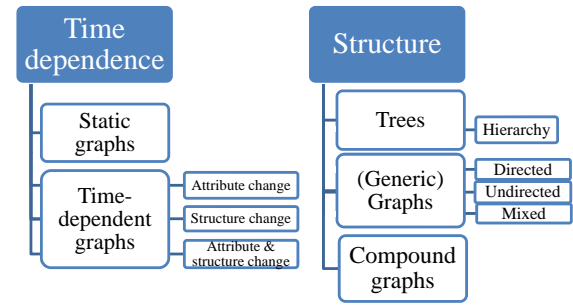 Time
dependence
Static
graphs
Time-
dependent
graphs
Attribute change
Structure change
Attribute &
structure change
Structure
Trees
Hierarchy
(Generic)
Graphs
Directed
Undirected
Mixed
Compound
graphs